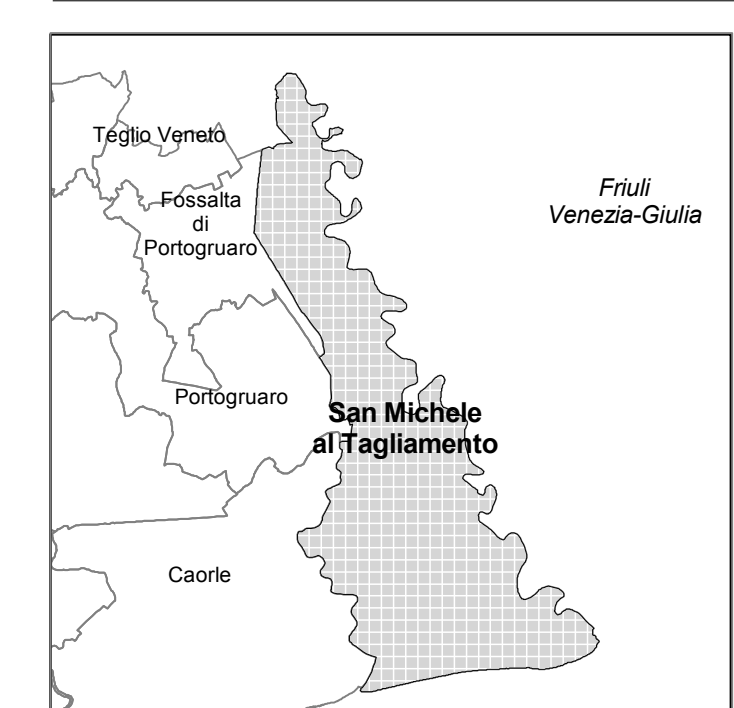 Teglio Veneto
Fossalta
di
Portogruaro
Friuli
Venezia-Giulia
Portogruaro
San Michele
al Tagliamento
Caorle